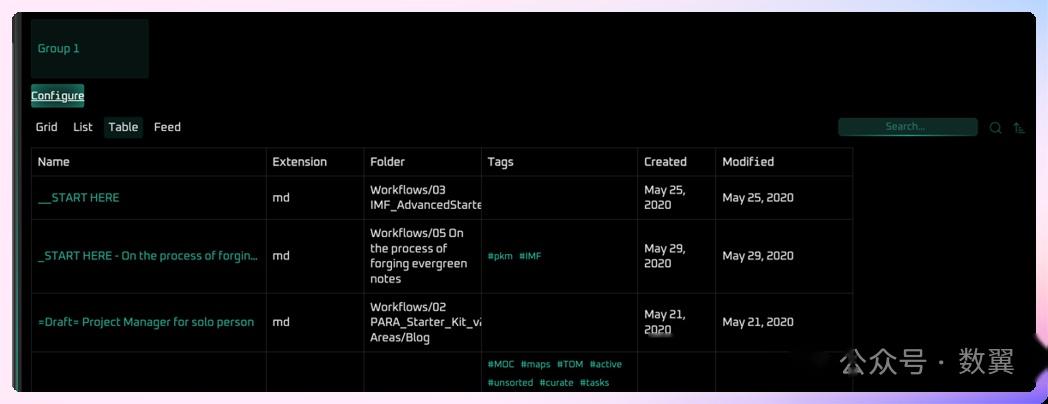 Group 1
Configure
Grid List Table Feed Search...
Name Extension Folder Tags Created Modified
__START HERE md Workflows/03 May 25, May 25, 2020
IMF_AdvancedStarte 2020
_START HERE - On the process of forgin... md Workflows/05 On #pkm #IMF May 29, May 29, 2020
the process of 2020
forging evergreen
notes
=Draft= Project Manager for solo person md Workflows/02 May 21, May 21, 2020
PARA_Starter_Kit_v 2020
Areas/Blog
#MOC #maps #TOM #active
#unsorted #curate #tasks
公众号 · 数翼